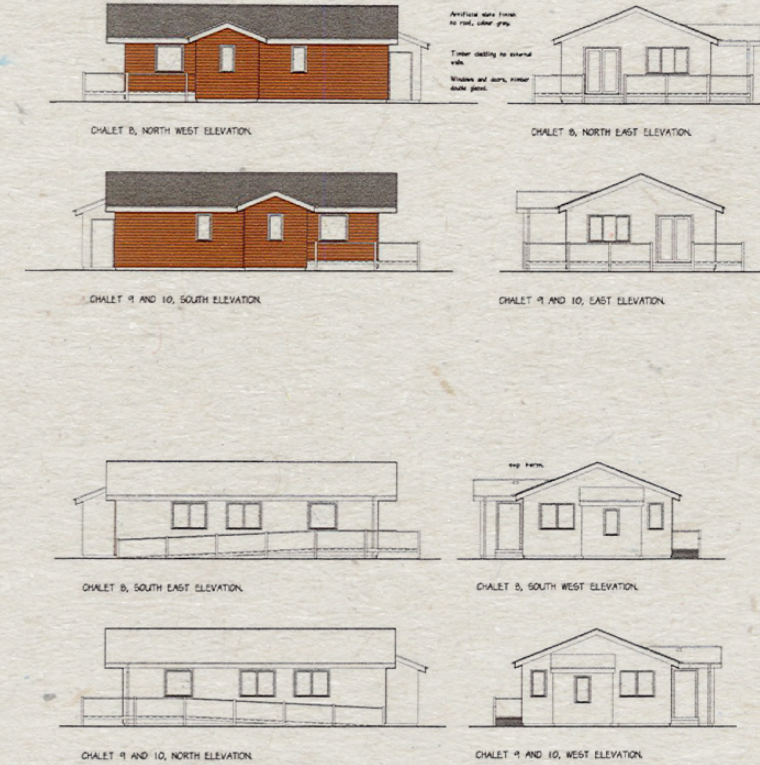 Artificial slate finish
to roof, colour grey.
Timber cladding to external
walls.
Windows and doors, timber
double glazed.
CHALET 8, NORTH WEST ELEVATION.
CHALET 8, NORTH EAST ELEVATION.
CHALET 9 AND 10, SOUTH ELEVATION.
CHALET 9 AND 10, EAST ELEVATION.
CHALET 8, SOUTH EAST ELEVATION.
CHALET 8, SOUTH WEST ELEVATION.
CHALET 9 AND 10, NORTH ELEVATION.
CHALET 9 AND 10, WEST ELEVATION.